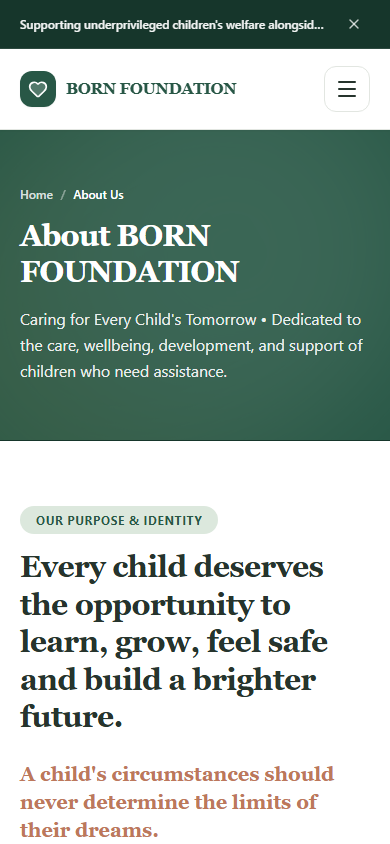 Supporting underprivileged children's welfare alongsid...
BORN FOUNDATION
Home / About Us
About BORN
FOUNDATION
Caring for Every Child's Tomorrow • Dedicated to
the care, wellbeing, development, and support of
children who need assistance.
OUR PURPOSE & IDENTITY
Every child deserves
the opportunity to
learn, grow, feel safe
and build a brighter
future.
A child's circumstances should
never determine the limits of
their dreams.